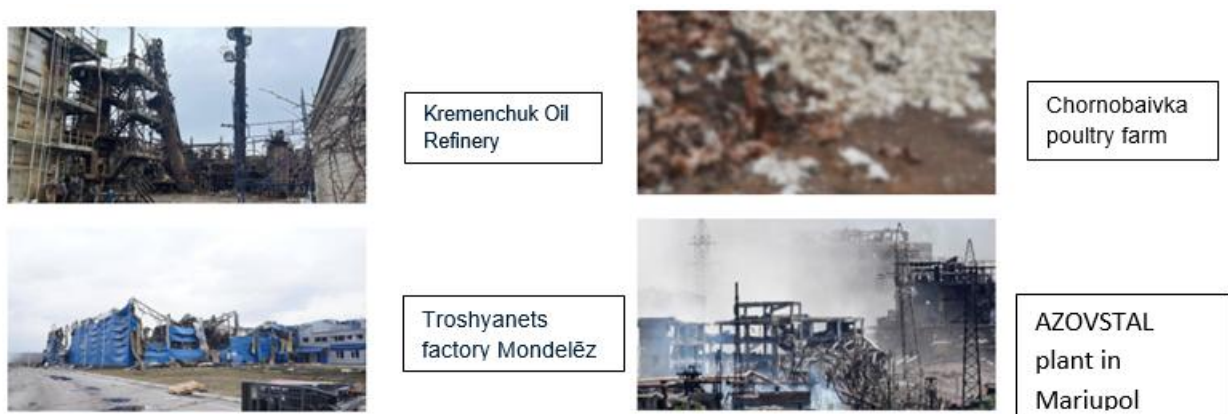 Kremenchuk Oil
Refinery
Chornobaivka
poultry farm
Troshyanets
factory Mondelēz
AZOVSTAL
plant in
Mariupol